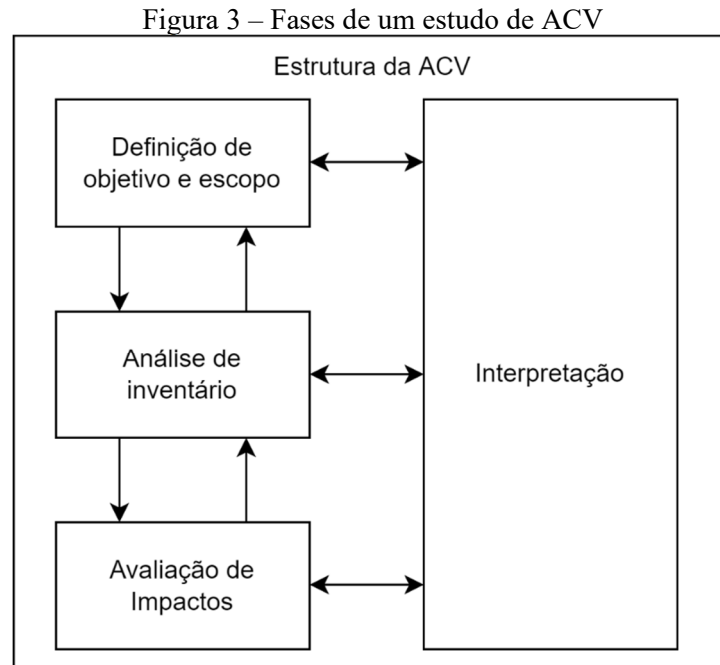 Figura 3 – Fases de um estudo de ACV
Estrutura da ACV
Definição de
objetivo e escopo
Análise de
inventário
Interpretação
Avaliação de
Impactos